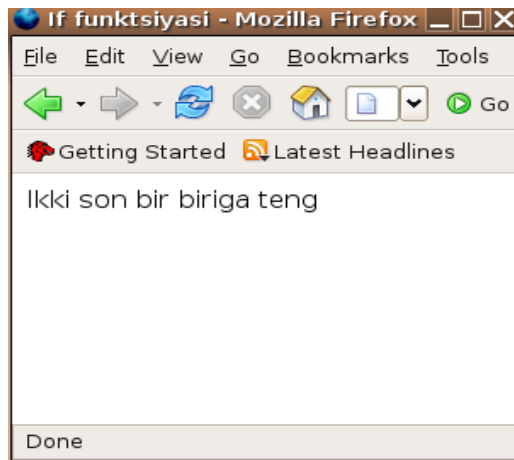 If funktsiyasi - Mozilla Firefox
File Edit View Go Bookmarks Tools
Go
Getting Started Latest Headlines
Ikki son bir biriga teng
Done